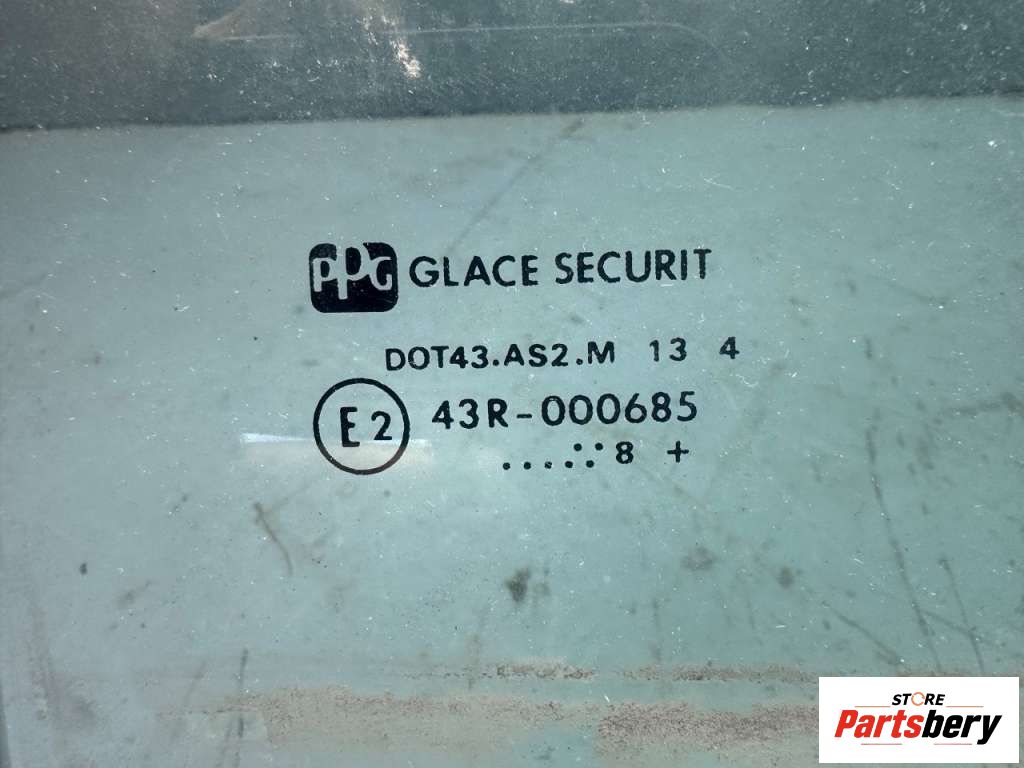 PPG GLACE SECURIT
DOT43.AS2.M 13 4
E2 43R-000685
.....:: 8 +
STORE
Partsbery